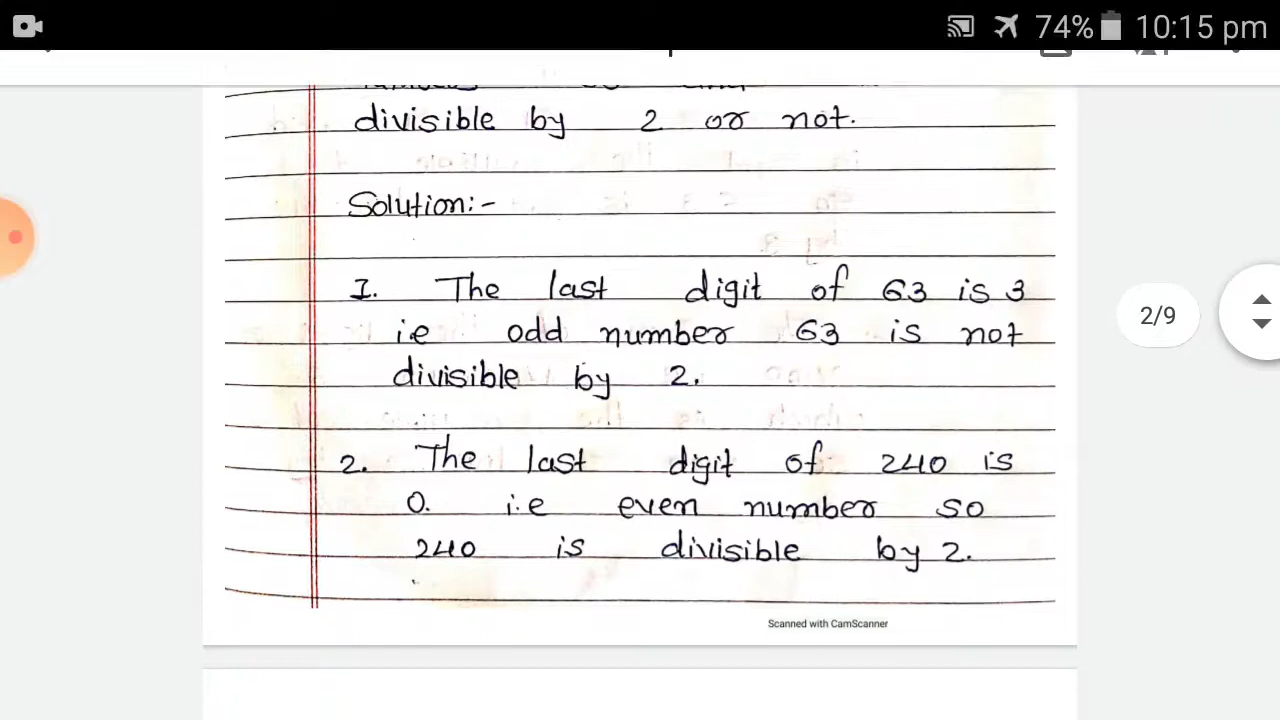 74% 10:15 pm
divisible by 2 or not.
Solution:-
1. The last digit of 63 is 3
i.e odd number 63 is not
divisible by 2.
2. The last digit of 240 is
0. i.e even number so
240 is divisible by 2.
Scanned with CamScanner
2/9